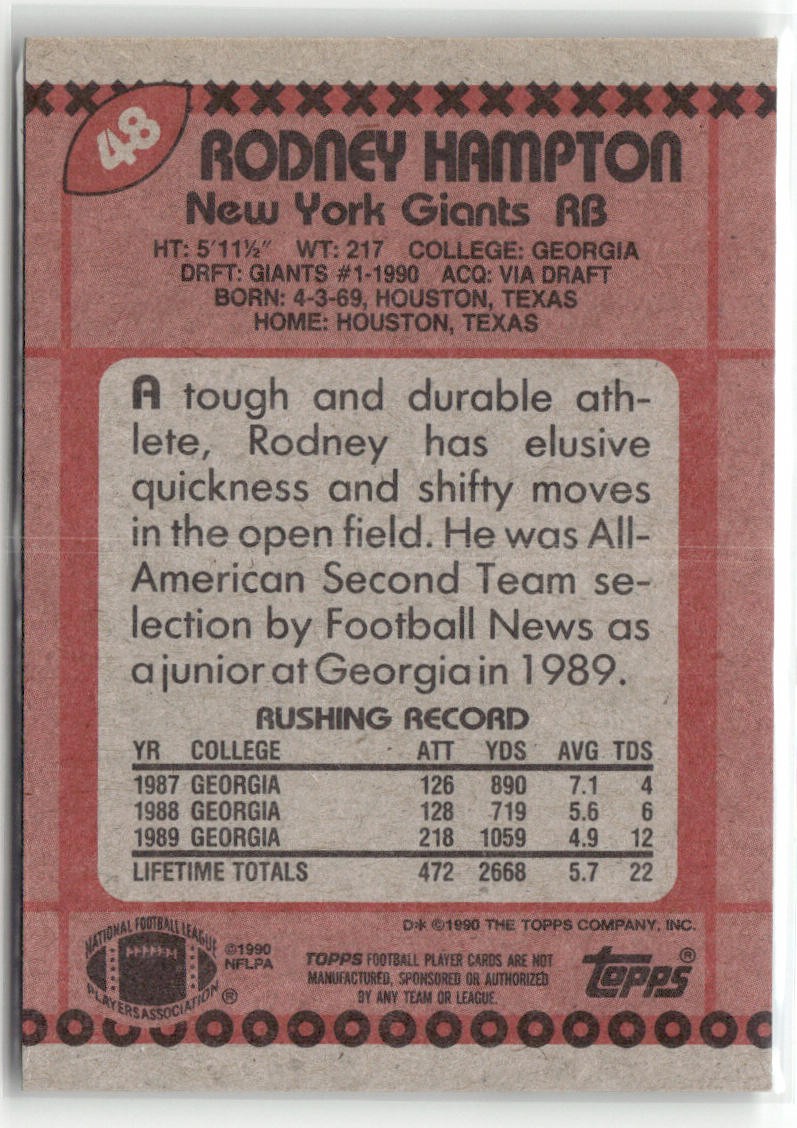 48
RODNEY HAMPTON
New York Giants RB
HT: 5'11½" WT: 217 COLLEGE: GEORGIA
DRFT: GIANTS #1-1990 ACQ: VIA DRAFT
BORN: 4-3-69, HOUSTON, TEXAS
HOME: HOUSTON, TEXAS
A tough and durable ath-
lete, Rodney has elusive
quickness and shifty moves
in the open field. He was All-
American Second Team se-
lection by Football News as
a junior at Georgia in 1989.
RUSHING RECORD
YR COLLEGE ATT YDS AVG TDS
1987 GEORGIA 126 890 7.1 4
1988 GEORGIA 128 719 5.6 6
1989 GEORGIA 218 1059 4.9 12
LIFETIME TOTALS 472 2668 5.7 22
D* ©1990 THE TOPPS COMPANY, INC.
NATIONAL FOOTBALL LEAGUE
PLAYERS ASSOCIATION ®
©1990
NFLPA
TOPPS FOOTBALL PLAYER CARDS ARE NOT
MANUFACTURED, SPONSORED OR AUTHORIZED
BY ANY TEAM OR LEAGUE.
topps®